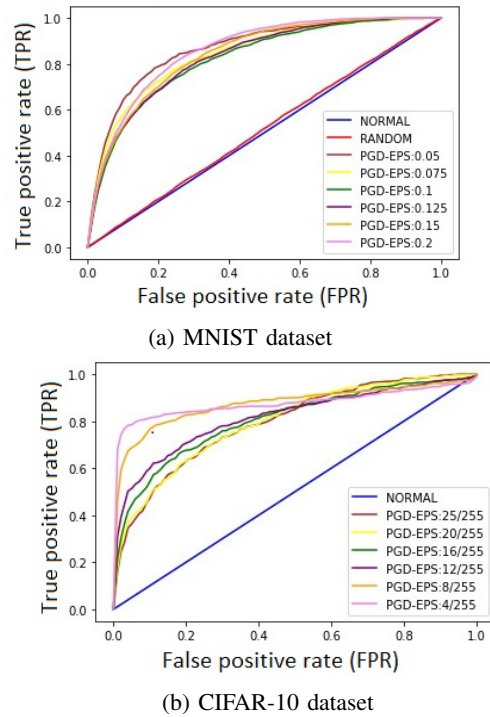 True positive rate (TPR)
1.0
0.8
0.6
0.4
0.2
0.0
NORMAL
RANDOM
PGD-EPS:0.05
PGD-EPS:0.075
PGD-EPS:0.1
PGD-EPS:0.125
PGD-EPS:0.15
PGD-EPS:0.2
0.0 0.2 0.4 0.6 0.8 1.0
False positive rate (FPR)
(a) MNIST dataset
True positive rate (TPR)
1.0
0.8
0.6
0.4
0.2
0.0
NORMAL
PGD-EPS:25/255
PGD-EPS:20/255
PGD-EPS:16/255
PGD-EPS:12/255
PGD-EPS:8/255
PGD-EPS:4/255
0.0 0.2 0.4 0.6 0.8 1.0
False positive rate (FPR)
(b) CIFAR-10 dataset